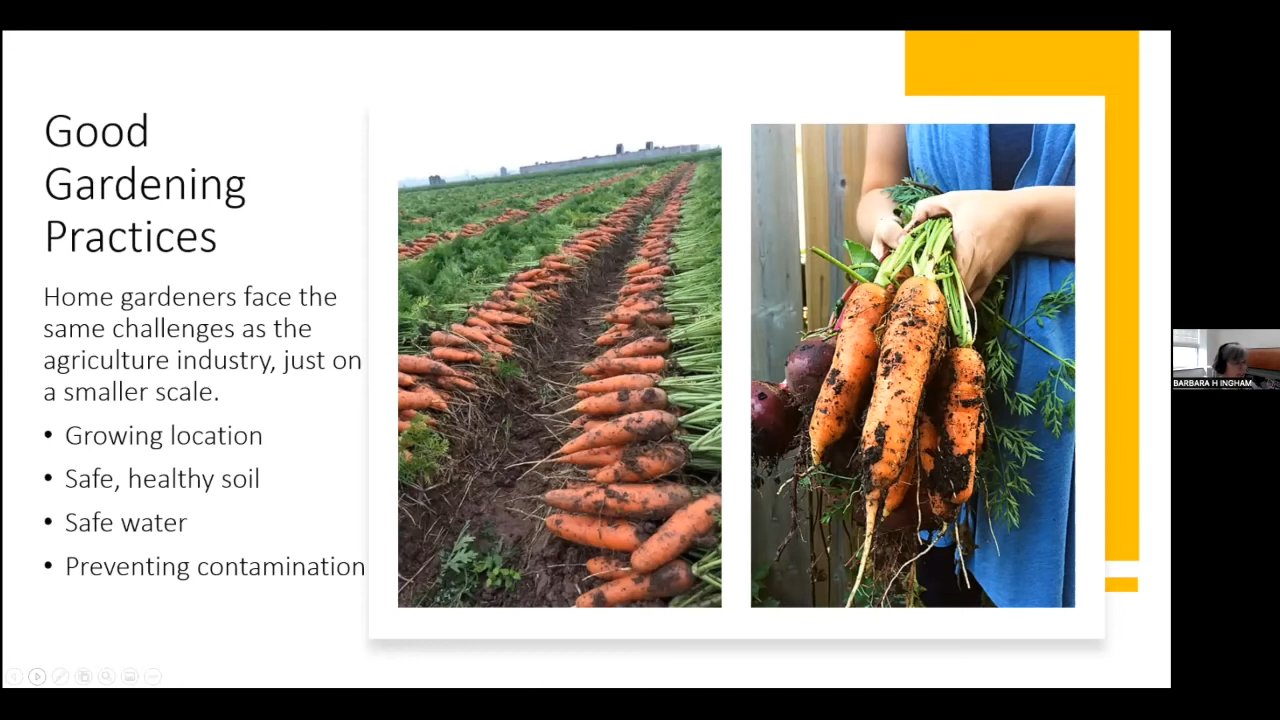 Good
Gardening
Practices
Home gardeners face the
same challenges as the
agriculture industry, just on
a smaller scale.
• Growing location
• Safe, healthy soil
• Safe water
• Preventing contamination
BARBARA H INGHAM